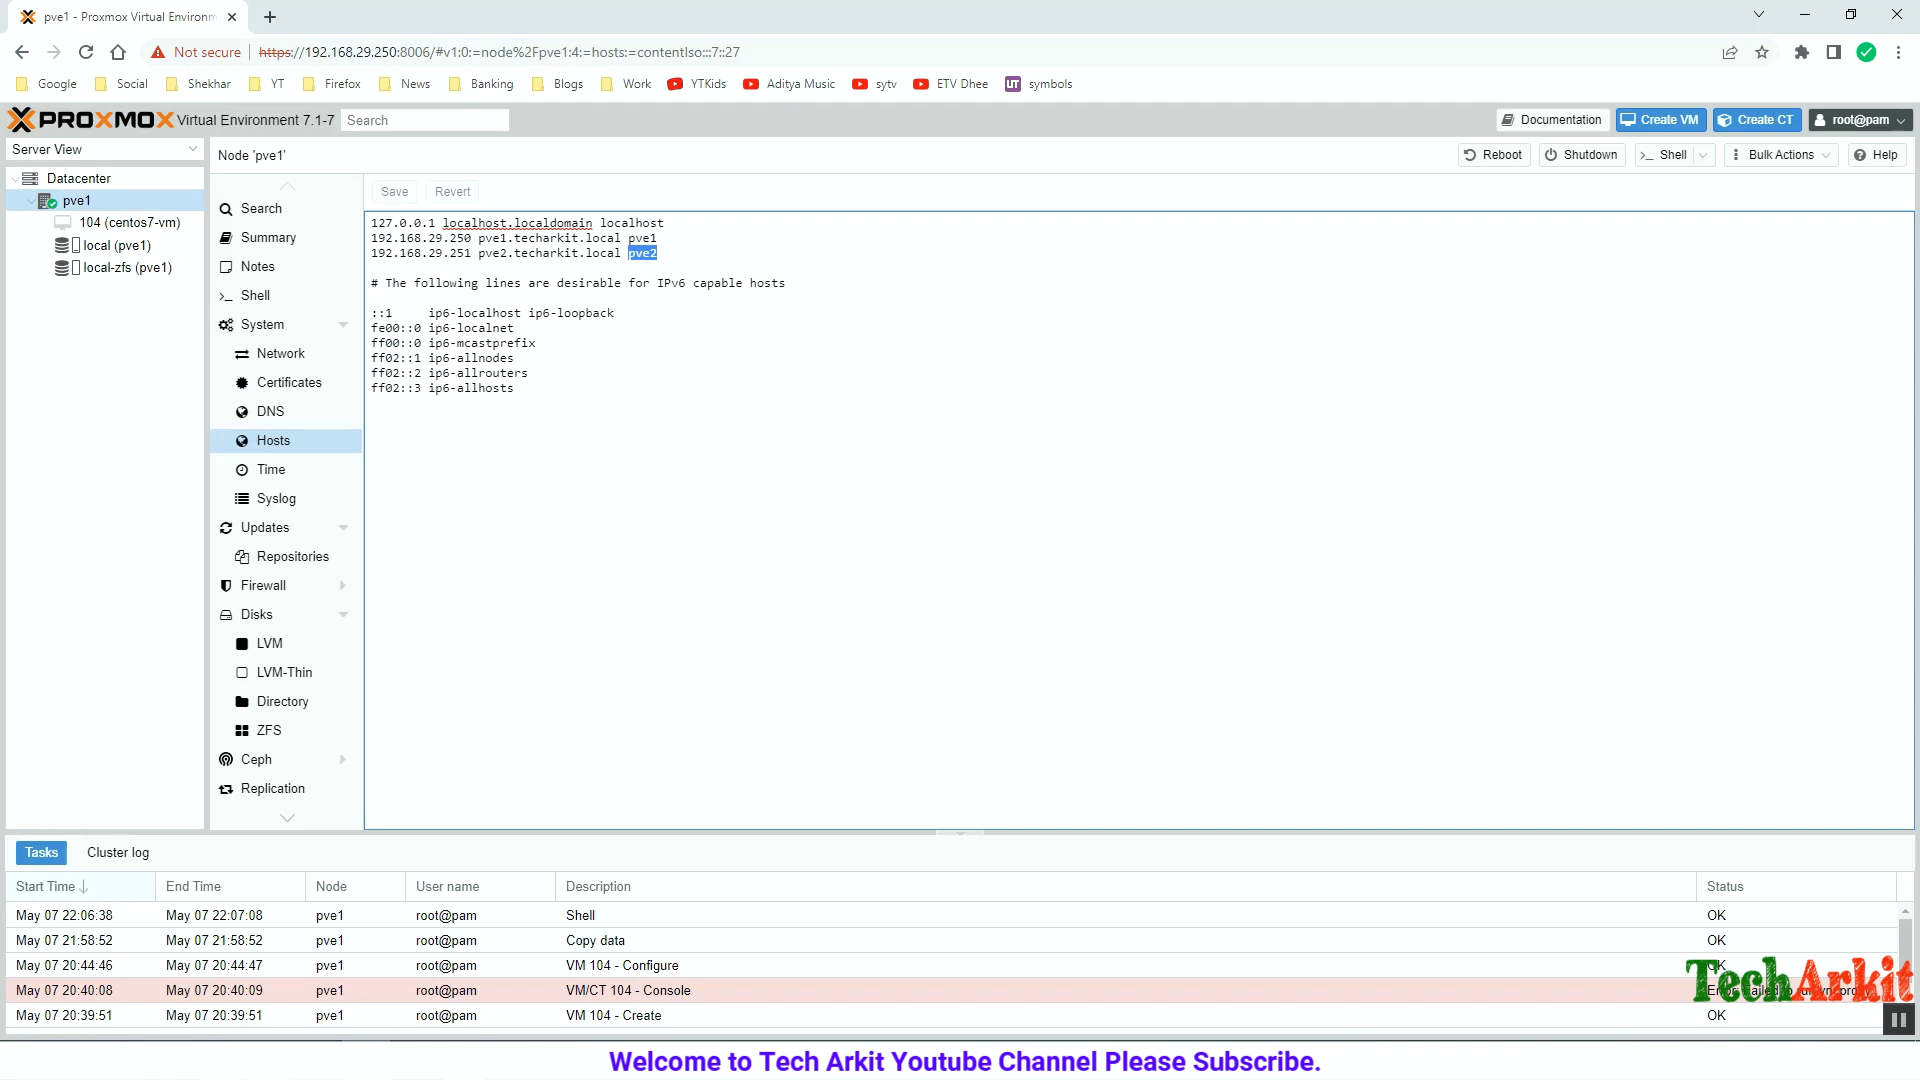 pve1 - Proxmox Virtual Environm
Not secure https://192.168.29.250:8006/#v1:0:=node%2Fpve1:4:=hosts:=contentIso:::7::27
Google Social Shekhar YT Firefox News Banking Blogs Work YTKids Aditya Music sytv ETV Dhee UT symbols
PROXMOX Virtual Environment 7.1-7 Search Documentation Create VM Create CT root@pam
Server View
Node 'pve1' Reboot Shutdown >_ Shell Bulk Actions Help
Datacenter
pve1
104 (centos7-vm)
local (pve1)
local-zfs (pve1)
Search
Summary
Notes
>_ Shell
System
Network
Certificates
DNS
Hosts
Time
Syslog
Updates
Repositories
Firewall
Disks
LVM
LVM-Thin
Directory
ZFS
Ceph
Replication
Save Revert
127.0.0.1 localhost.localdomain localhost
192.168.29.250 pve1.techarkit.local pve1
192.168.29.251 pve2.techarkit.local pve2
# The following lines are desirable for IPv6 capable hosts
::1 ip6-localhost ip6-loopback
fe00::0 ip6-localnet
ff00::0 ip6-mcastprefix
ff02::1 ip6-allnodes
ff02::2 ip6-allrouters
ff02::3 ip6-allhosts
Tasks Cluster log
Start Time End Time Node User name Description Status
May 07 22:06:38 May 07 22:07:08 pve1 root@pam Shell OK
May 07 21:58:52 May 07 21:58:52 pve1 root@pam Copy data OK
May 07 20:44:46 May 07 20:44:47 pve1 root@pam VM 104 - Configure OK
May 07 20:40:08 May 07 20:40:09 pve1 root@pam VM/CT 104 - Console
May 07 20:39:51 May 07 20:39:51 pve1 root@pam VM 104 - Create OK
TechArkit
Welcome to Tech Arkit Youtube Channel Please Subscribe.